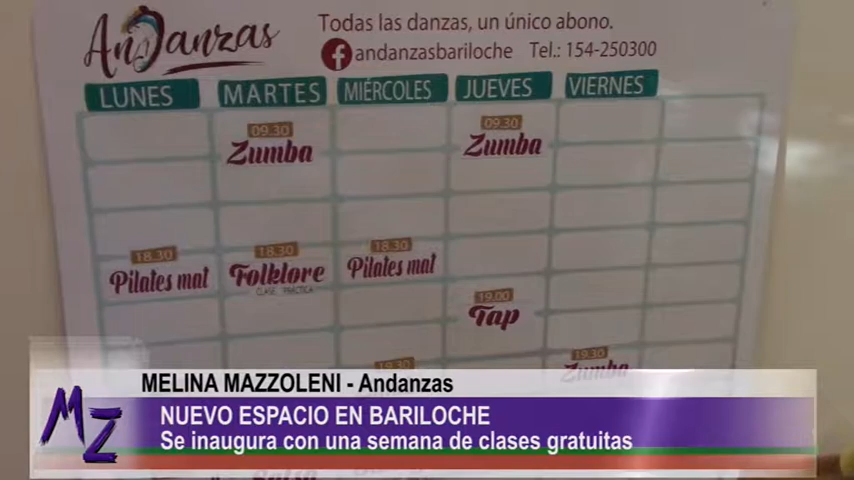 Andanzas
Todas las danzas, un único abono.
f andanzasbariloche Tel.: 154-250300
LUNES MARTES MIÉRCOLES JUEVES VIERNES
09.30 09.30
Zumba Zumba
18.30 18.30 18.30
Pilates mat Folklore Pilates mat
CLASE PRÁCTICA
19.00
Tap
19.30 19.30
Zumba
MELINA MAZZOLENI - Andanzas
MZ
NUEVO ESPACIO EN BARILOCHE
Se inaugura con una semana de clases gratuitas